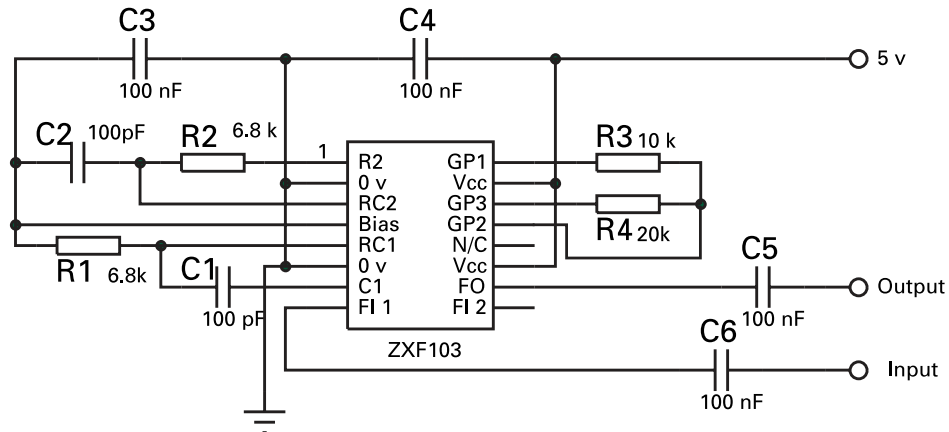 C3
C4
100 nF
100 nF
5 v
C2
100pF
R2
6.8 k
1
R3
10 k
R2
GP1
0 v
Vcc
RC2
GP3
R4
20k
Bias
GP2
RC1
N/C
R1
6.8k
C1
0 v
Vcc
C5
C1
FO
Output
100 pF
FI 1
FI 2
100 nF
ZXF103
C6
Input
100 nF